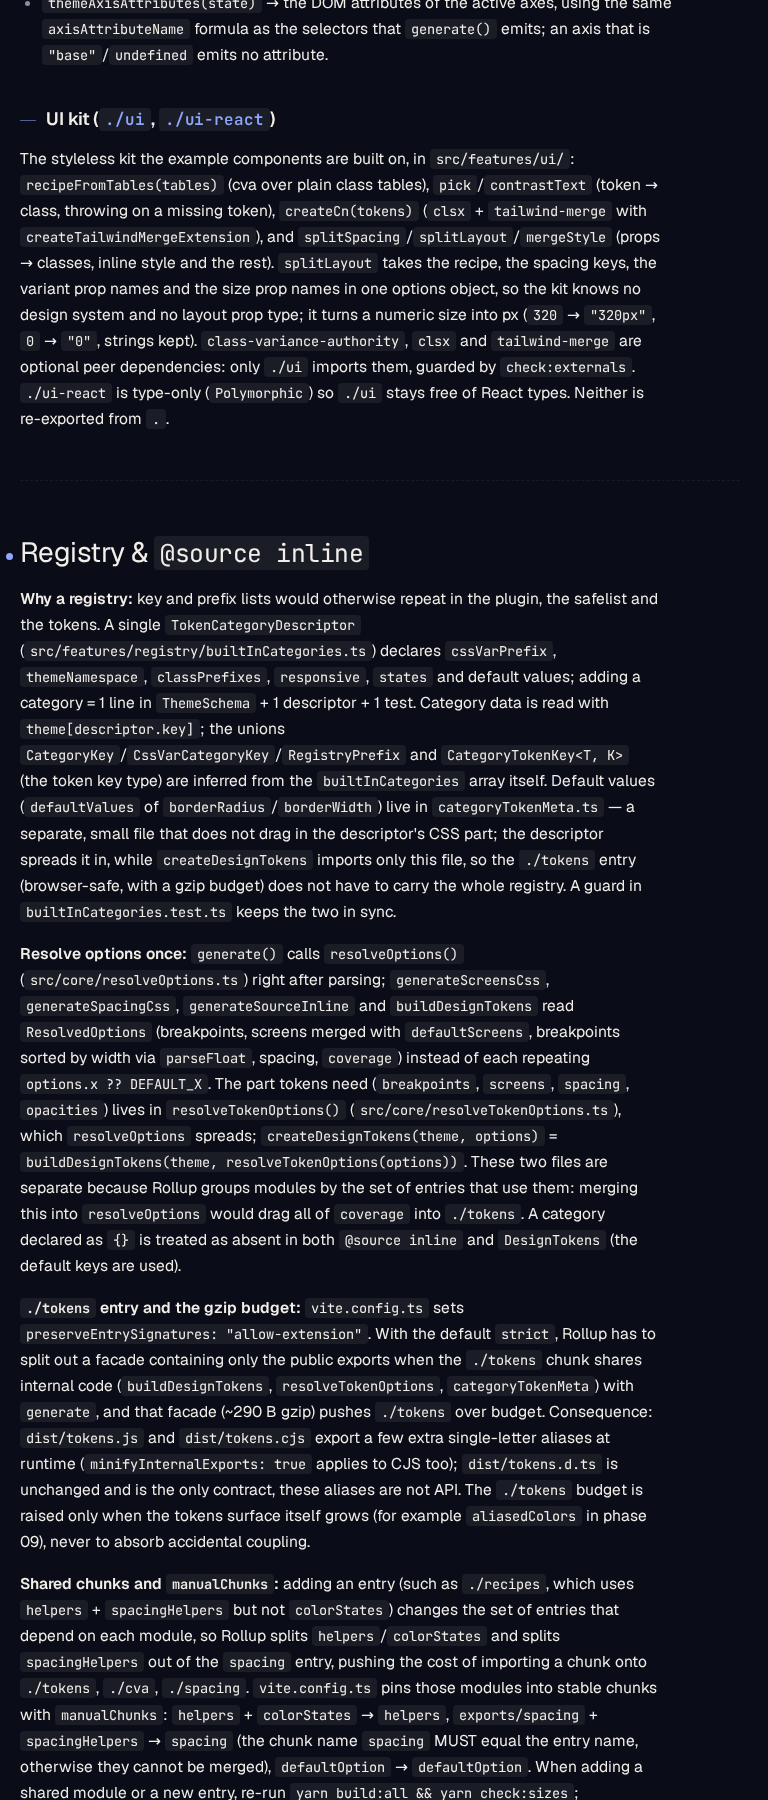 themeAxisAttributes(state) → the DOM attributes of the active axes, using the same
axisAttributeName formula as the selectors that generate() emits; an axis that is
"base"/undefined emits no attribute.
— UI kit (./ui, ./ui-react)
The styleless kit the example components are built on, in src/features/ui/:
recipeFromTables(tables) (cva over plain class tables), pick/contrastText (token →
class, throwing on a missing token), createCn(tokens) (clsx + tailwind-merge with
createTailwindMergeExtension), and splitSpacing/splitLayout/mergeStyle (props
→ classes, inline style and the rest). splitLayout takes the recipe, the spacing keys, the
variant prop names and the size prop names in one options object, so the kit knows no
design system and no layout prop type; it turns a numeric size into px (320 → "320px",
0 → "0", strings kept). class-variance-authority, clsx and tailwind-merge are
optional peer dependencies: only ./ui imports them, guarded by check:externals.
./ui-react is type-only (Polymorphic) so ./ui stays free of React types. Neither is
re-exported from ..
Registry & @source inline
Why a registry: key and prefix lists would otherwise repeat in the plugin, the safelist and
the tokens. A single TokenCategoryDescriptor
(src/features/registry/builtInCategories.ts) declares cssVarPrefix,
themeNamespace, classPrefixes, responsive, states and default values; adding a
category = 1 line in ThemeSchema + 1 descriptor + 1 test. Category data is read with
theme[descriptor.key]; the unions
CategoryKey/CssVarCategoryKey/RegistryPrefix and CategoryTokenKey<T, K>
(the token key type) are inferred from the builtInCategories array itself. Default values
(defaultValues of borderRadius/borderWidth) live in categoryTokenMeta.ts — a
separate, small file that does not drag in the descriptor's CSS part; the descriptor
spreads it in, while createDesignTokens imports only this file, so the ./tokens entry
(browser-safe, with a gzip budget) does not have to carry the whole registry. A guard in
builtInCategories.test.ts keeps the two in sync.
Resolve options once: generate() calls resolveOptions()
(src/core/resolveOptions.ts) right after parsing; generateScreensCss,
generateSpacingCss, generateSourceInline and buildDesignTokens read
ResolvedOptions (breakpoints, screens merged with defaultScreens, breakpoints
sorted by width via parseFloat, spacing, coverage) instead of each repeating
options.x ?? DEFAULT_X. The part tokens need (breakpoints, screens, spacing,
opacities) lives in resolveTokenOptions() (src/core/resolveTokenOptions.ts),
which resolveOptions spreads; createDesignTokens(theme, options) =
buildDesignTokens(theme, resolveTokenOptions(options)). These two files are
separate because Rollup groups modules by the set of entries that use them: merging
this into resolveOptions would drag all of coverage into ./tokens. A category
declared as {} is treated as absent in both @source inline and DesignTokens (the
default keys are used).
./tokens entry and the gzip budget: vite.config.ts sets
preserveEntrySignatures: "allow-extension". With the default strict, Rollup has to
split out a facade containing only the public exports when the ./tokens chunk shares
internal code (buildDesignTokens, resolveTokenOptions, categoryTokenMeta) with
generate, and that facade (~290 B gzip) pushes ./tokens over budget. Consequence:
dist/tokens.js and dist/tokens.cjs export a few extra single-letter aliases at
runtime (minifyInternalExports: true applies to CJS too); dist/tokens.d.ts is
unchanged and is the only contract, these aliases are not API. The ./tokens budget is
raised only when the tokens surface itself grows (for example aliasedColors in phase
09), never to absorb accidental coupling.
Shared chunks and manualChunks: adding an entry (such as ./recipes, which uses
helpers + spacingHelpers but not colorStates) changes the set of entries that
depend on each module, so Rollup splits helpers/colorStates and splits
spacingHelpers out of the spacing entry, pushing the cost of importing a chunk onto
./tokens, ./cva, ./spacing. vite.config.ts pins those modules into stable chunks
with manualChunks: helpers + colorStates → helpers, exports/spacing +
spacingHelpers → spacing (the chunk name spacing MUST equal the entry name,
otherwise they cannot be merged), defaultOption → defaultOption. When adding a
shared module or a new entry, re-run yarn build:all && yarn check:sizes;